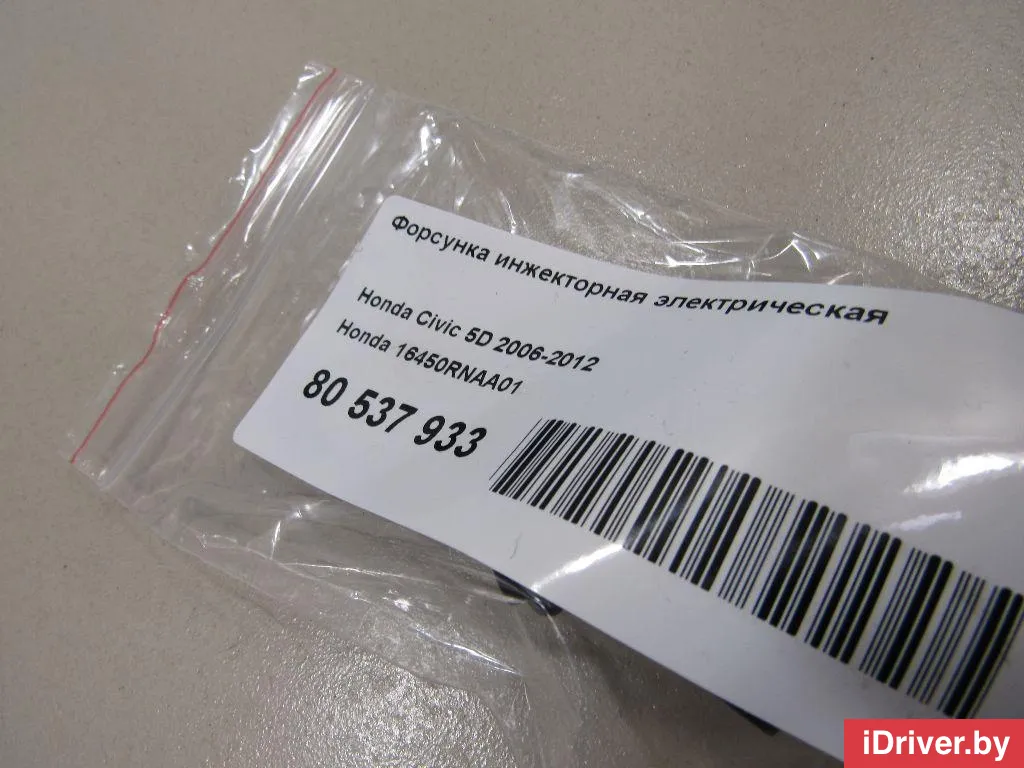 Форсунка инжекторная электрическая
Honda Civic 5D 2006-2012
Honda 16450RNAA01
80 537 933
iDriver.by